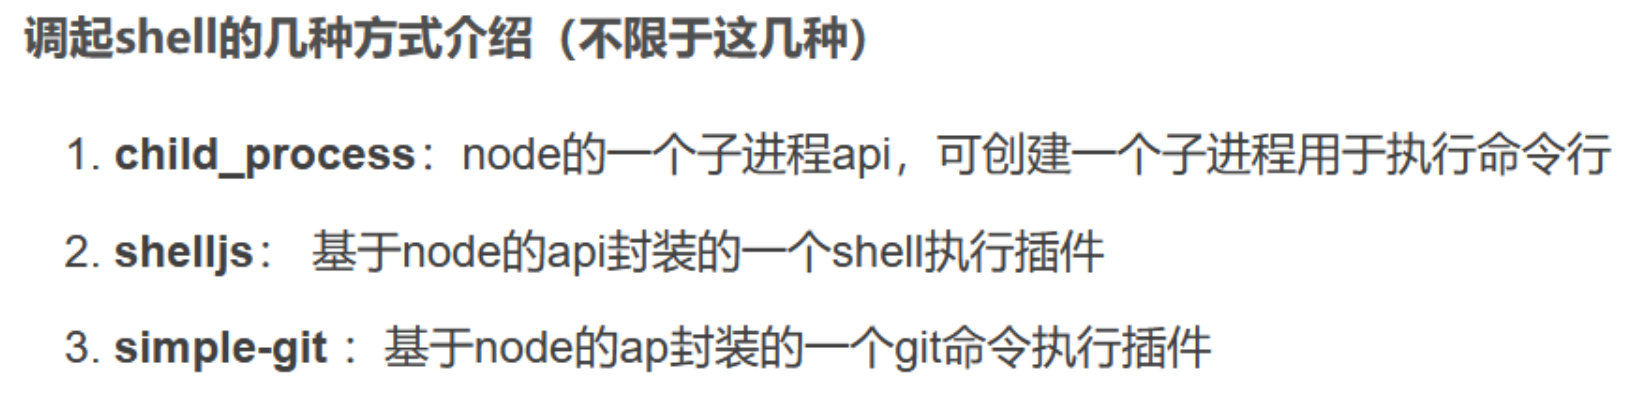 调起shell的几种方式介绍（不限于这几种）
1. child_process：node的一个子进程api，可创建一个子进程用于执行命令行
2. shelljs： 基于node的api封装的一个shell执行插件
3. simple-git ：基于node的ap封装的一个git命令执行插件